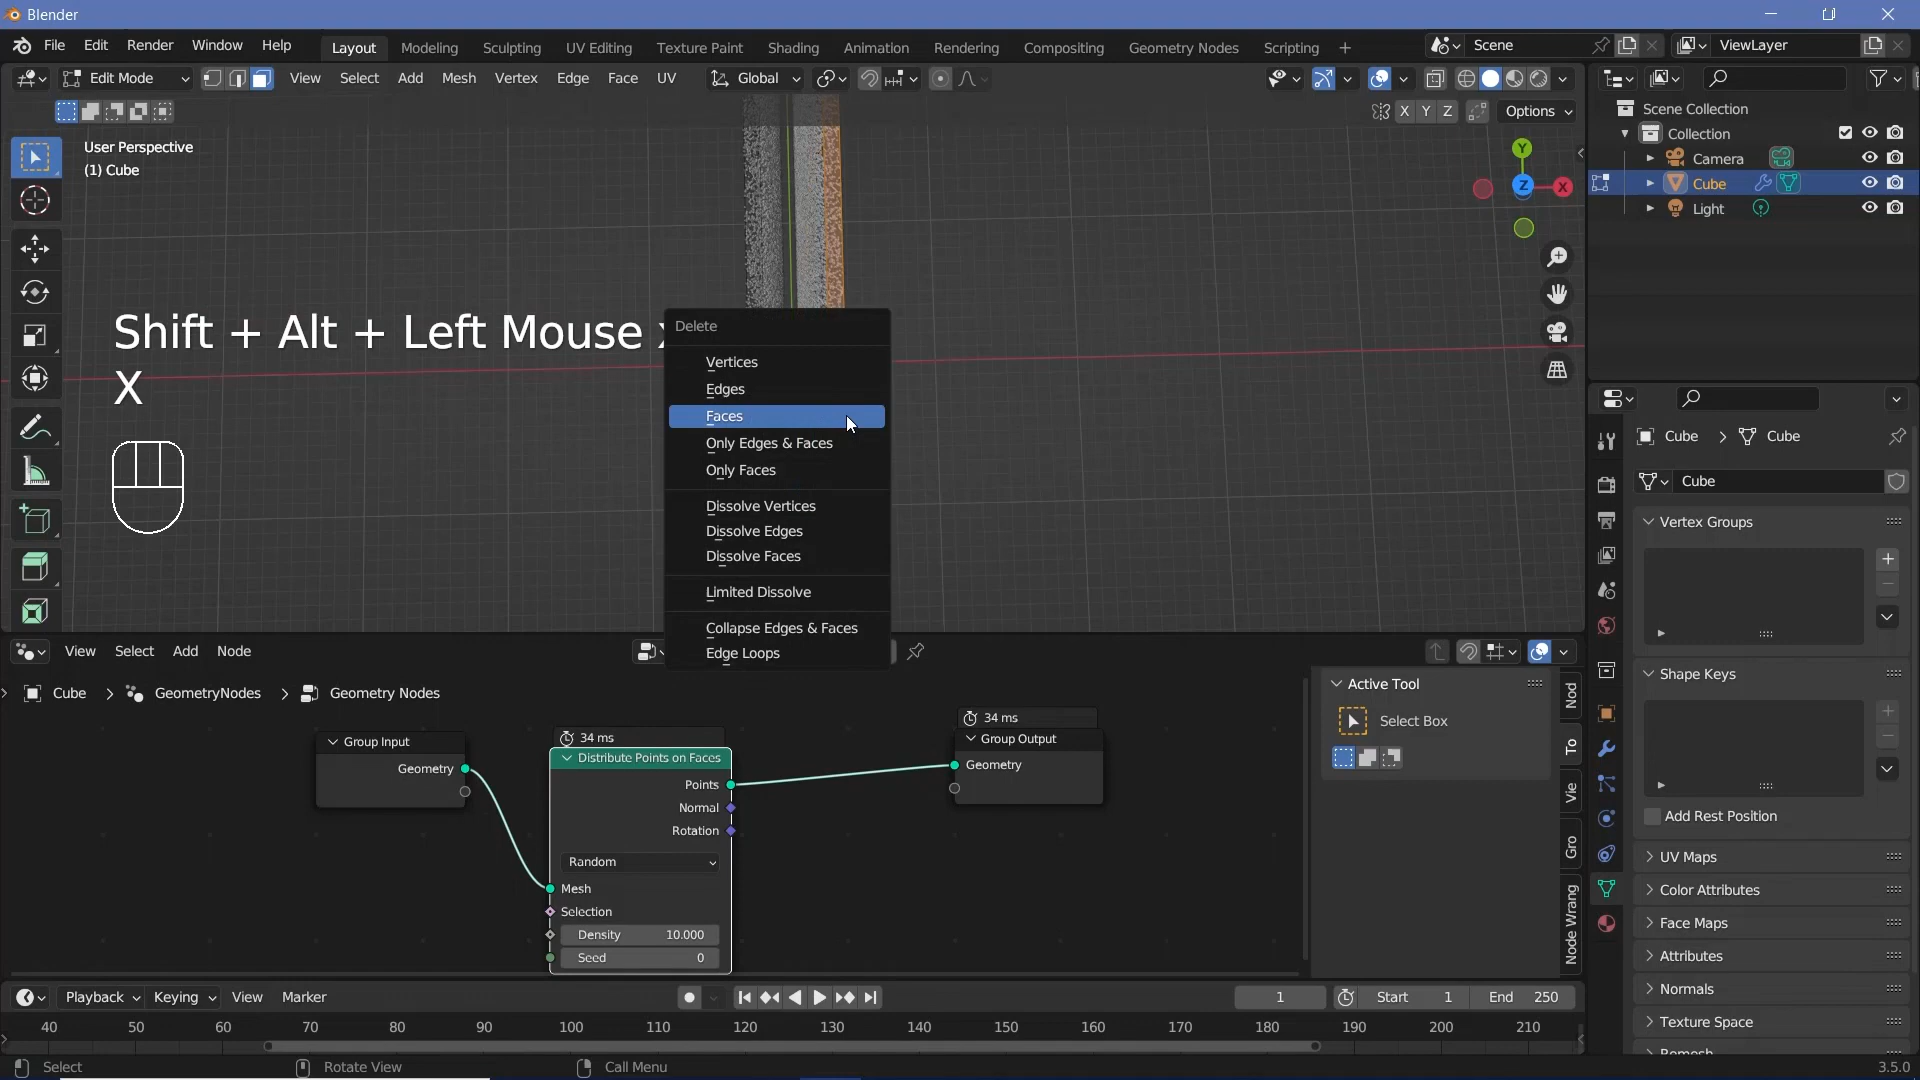 Blender
File Edit Render Window Help
Layout Modeling Sculpting UV Editing Texture Paint Shading Animation Rendering Compositing Geometry Nodes Scripting +
Scene
ViewLayer
Edit Mode
View Select Add Mesh Vertex Edge Face UV
Global
X Y Z
Options
User Perspective
(1) Cube
Y
Z
X
Shift + Alt + Left Mouse
X
Delete
Vertices
Edges
Faces
Only Edges & Faces
Only Faces
Dissolve Vertices
Dissolve Edges
Dissolve Faces
Limited Dissolve
Collapse Edges & Faces
Edge Loops
Scene Collection
Collection
Camera
Cube
Light
Cube > Cube
Cube
Vertex Groups
Shape Keys
Add Rest Position
UV Maps
Color Attributes
Face Maps
Attributes
Normals
Texture Space
Remesh
View Select Add Node
Cube > GeometryNodes > Geometry Nodes
Group Input
Geometry
34 ms
Distribute Points on Faces
Points
Normal
Rotation
Random
Mesh
Selection
Density 10.000
Seed 0
34 ms
Group Output
Geometry
Active Tool
Select Box
Nod
To
Vie
Gro
Node Wrang
Playback Keying View Marker
1
Start 1
End 250
40 50 60 70 80 90 100 110 120 130 140 150 160 170 180 190 200 210
Select
Rotate View
Call Menu
3.5.0